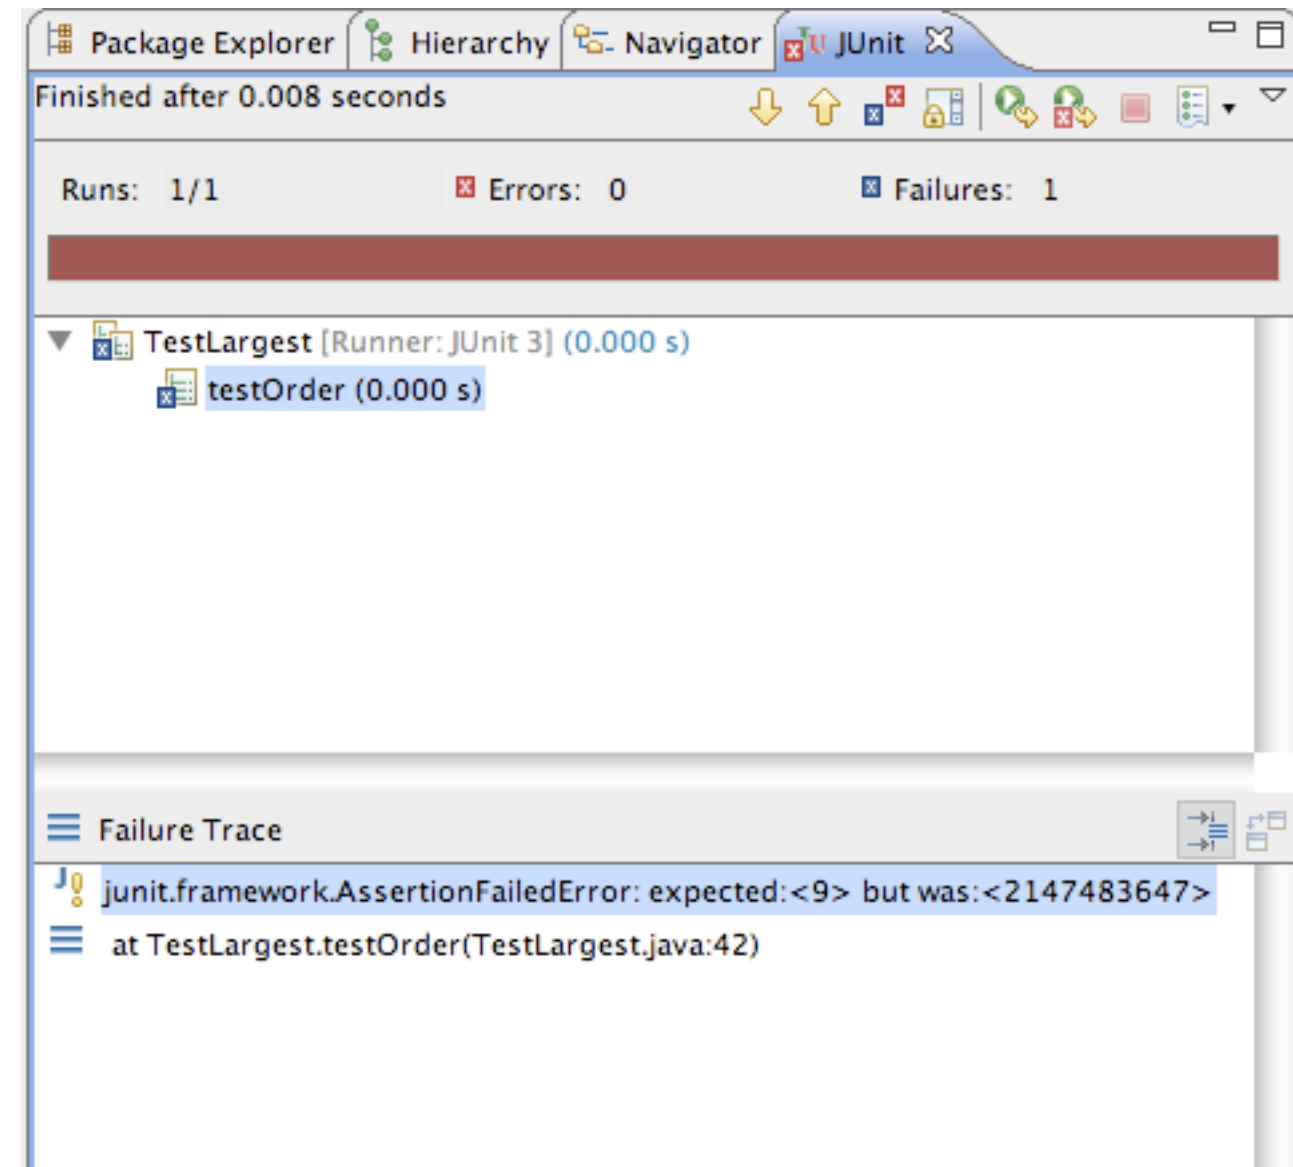 Package Explorer Hierarchy Navigator JUnit
Finished after 0.008 seconds
Runs: 1/1 Errors: 0 Failures: 1
TestLargest [Runner: JUnit 3] (0.000 s)
testOrder (0.000 s)
Failure Trace
junit.framework.AssertionFailedError: expected:<9> but was:<2147483647>
at TestLargest.testOrder(TestLargest.java:42)